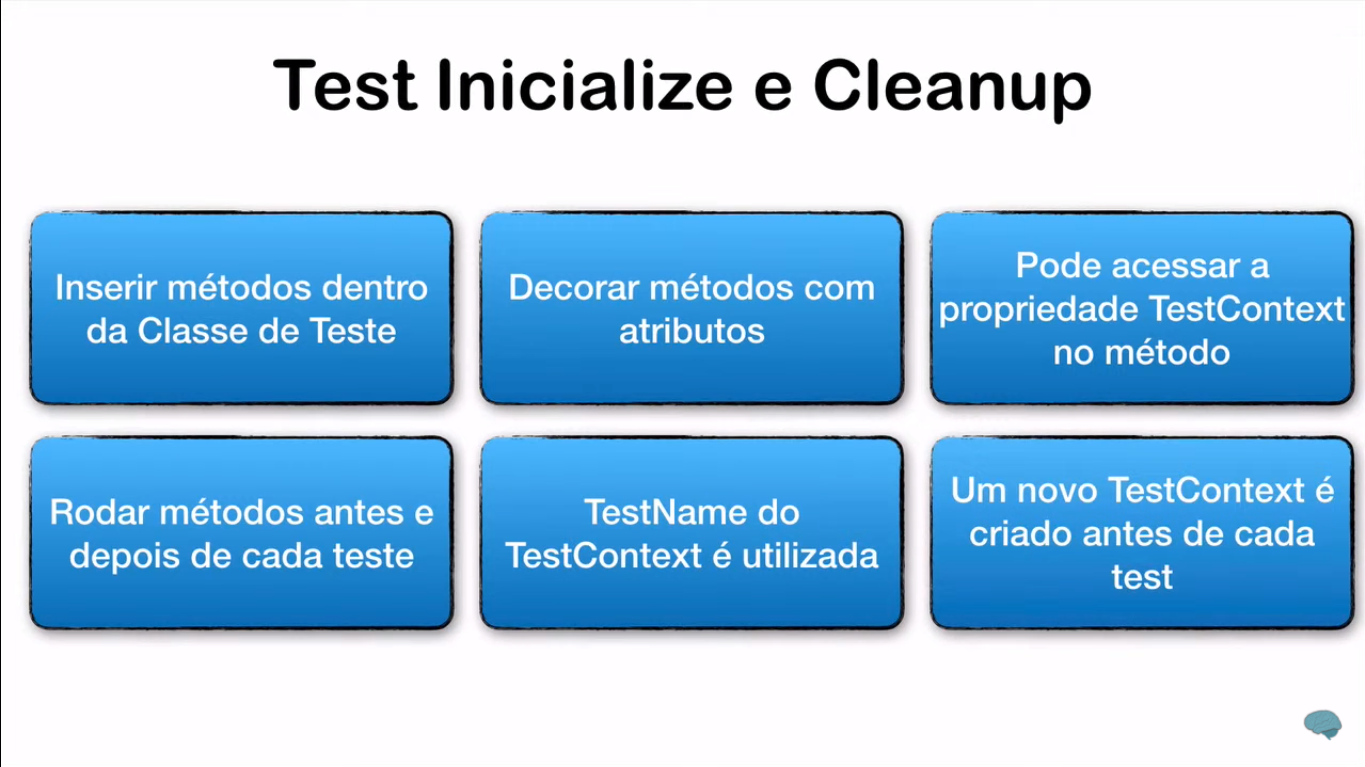 Test Inicialize e Cleanup
Inserir métodos dentro
da Classe de Teste
Decorar métodos com
atributos
Pode acessar a
propriedade TestContext
no método
Rodar métodos antes e
depois de cada teste
TestName do
TestContext é utilizada
Um novo TestContext é
criado antes de cada
test